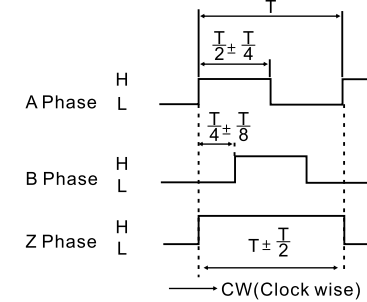 T
T/2 ± T/4
H
A Phase L
T/4 ± T/8
H
B Phase L
H
Z Phase L
T ± T/2
CW(Clock wise)